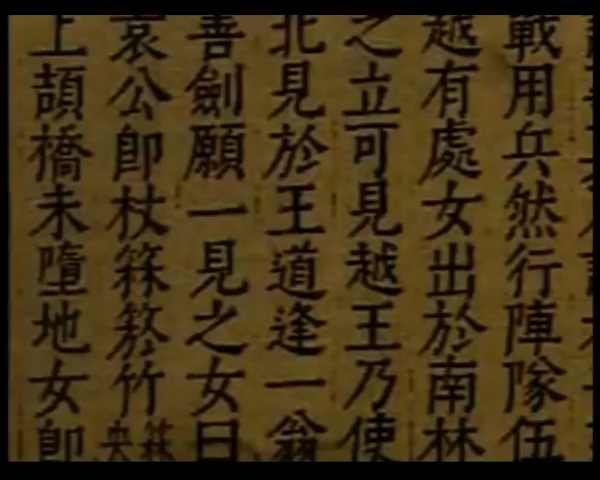 戰用兵然行陣隊伍
越有處女出於南林
之立可見越王乃使
北見於王道逢一翁
善劍願一見之女曰
袁公即杖箖箊竹
上頡橋未墮地女即